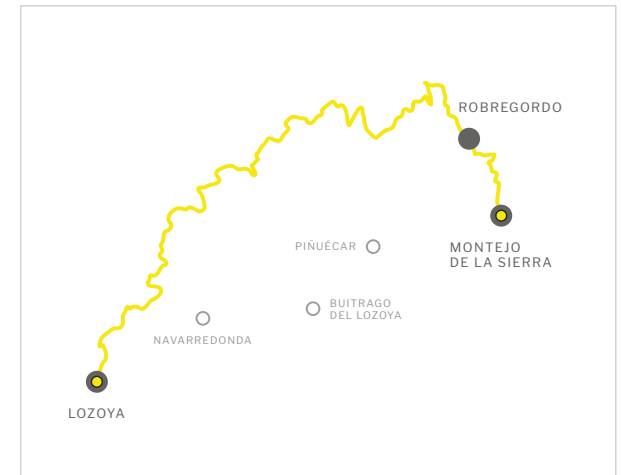 ROBREGORDO
PIÑUÉCAR
MONTEJO
DE LA SIERRA
BUITRAGO
DEL LOZOYA
NAVARREDONDA
LOZOYA